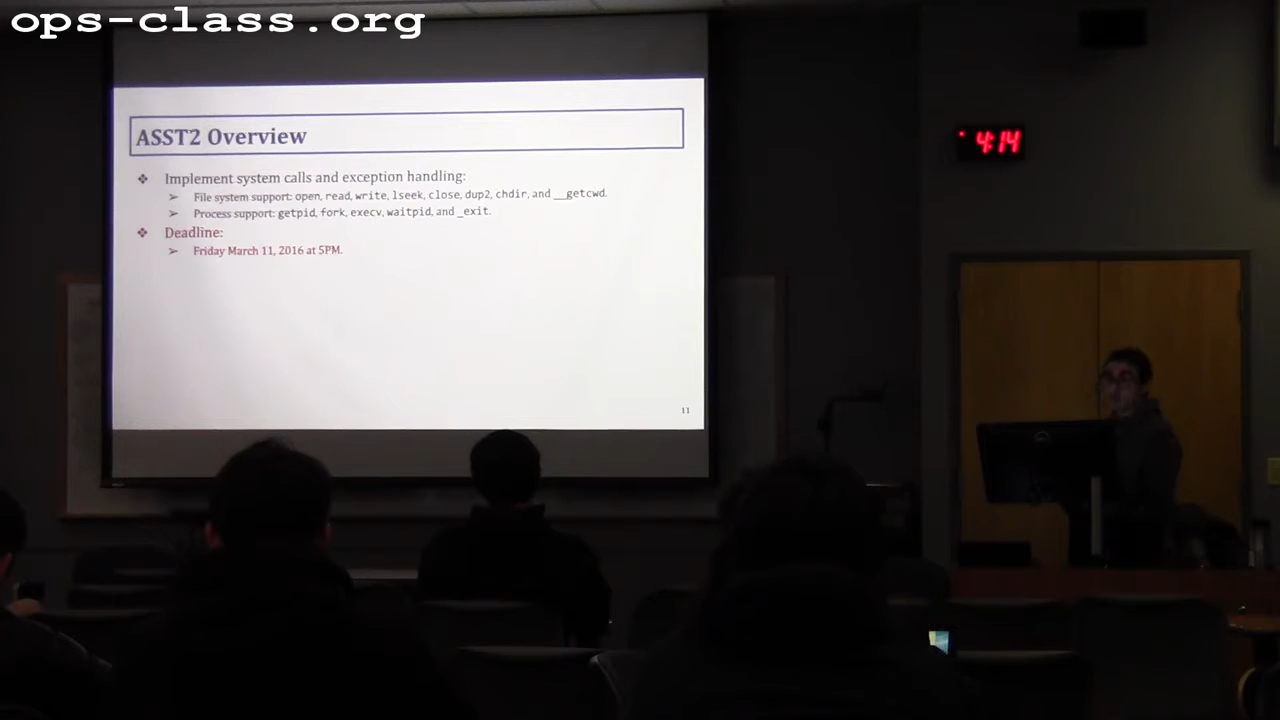 ops-class.org
ASST2 Overview
❖ Implement system calls and exception handling:
➢ File system support: open, read, write, lseek, close, dup2, chdir, and __getcwd.
➢ Process support: getpid, fork, execv, waitpid, and _exit.
❖ Deadline:
➢ Friday March 11, 2016 at 5PM.
11
4:14